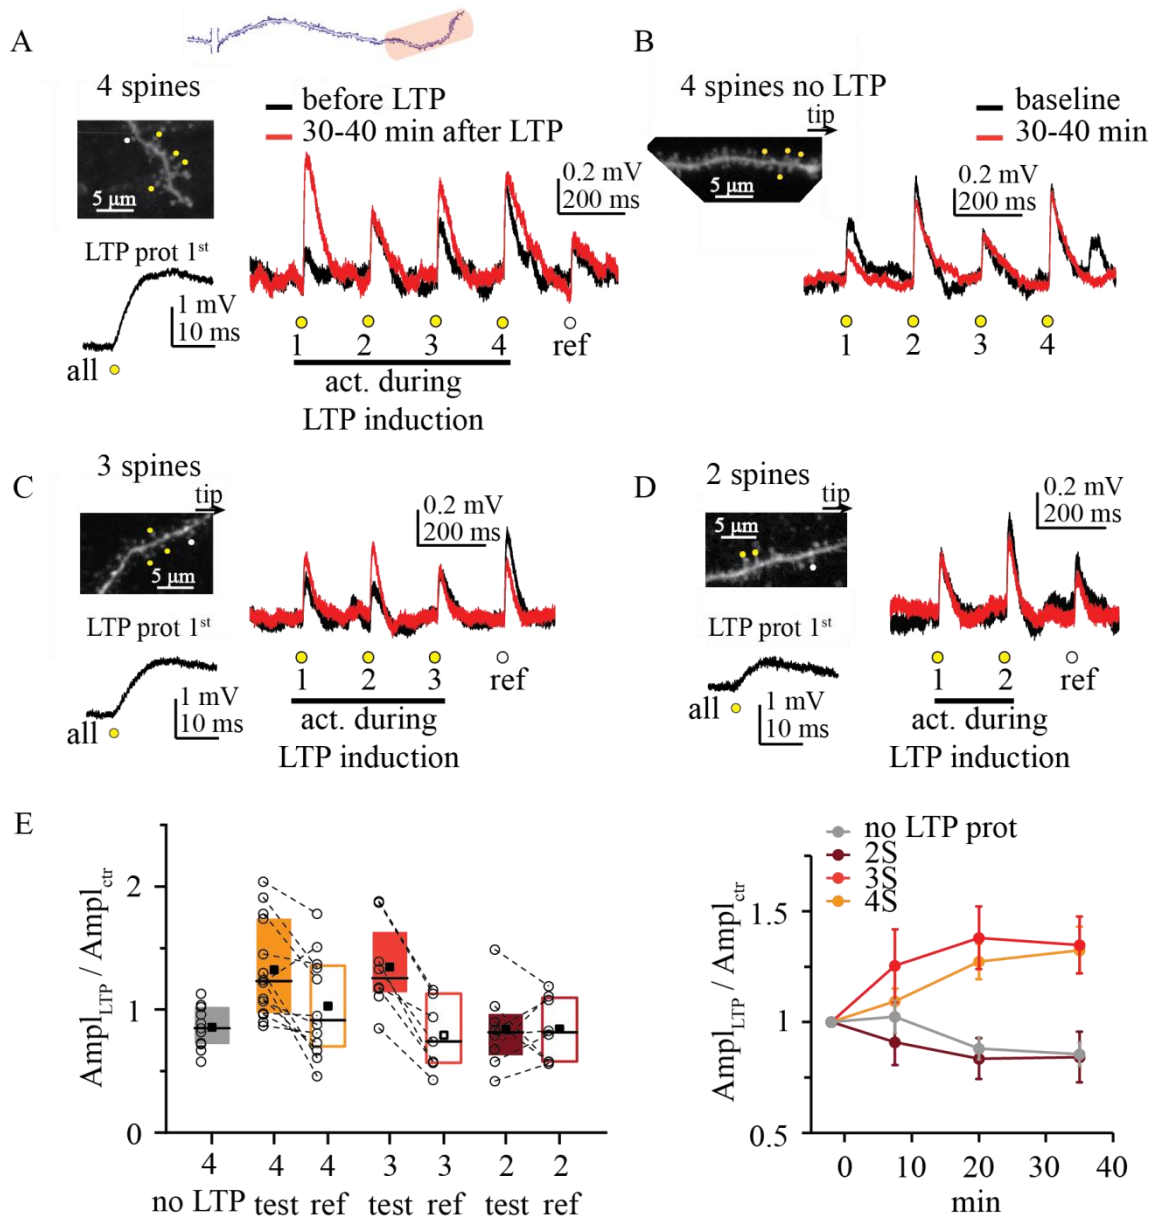 A
4 spines
before LTP
30-40 min after LTP
5 µm
0.2 mV
200 ms
LTP prot 1st
1 mV
10 ms
all
1 2 3 4 ref
act. during
LTP induction
B
4 spines no LTP
tip
baseline
30-40 min
5 µm
0.2 mV
200 ms
1 2 3 4
C
3 spines
tip
5 µm
0.2 mV
200 ms
LTP prot 1st
1 mV
10 ms
all
1 2 3 ref
act. during
LTP induction
D
2 spines
tip
5 µm
0.2 mV
200 ms
LTP prot 1st
1 mV
10 ms
all
1 2 ref
act. during
LTP induction
E
AmplLTP / Amplctr
2
1
0
4 4 4 3 3 2 2
no LTP test ref test ref test ref
no LTP prot
2S
3S
4S
AmplLTP / Amplctr
1.5
1
0.5
0 10 20 30 40
min